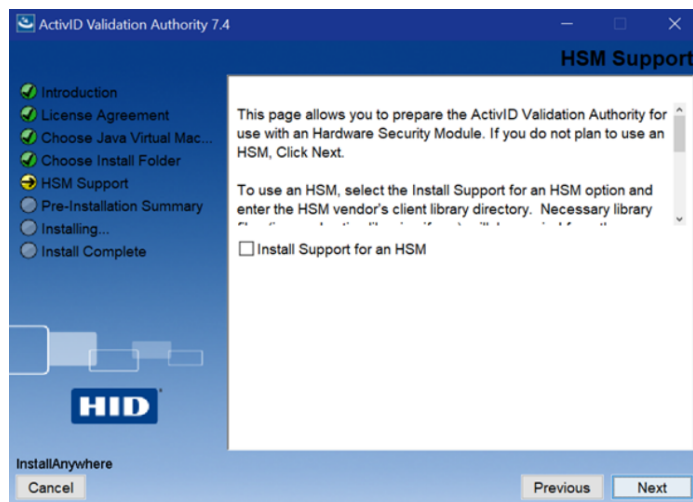 ActivID Validation Authority 7.4
HSM Support
Introduction
License Agreement
Choose Java Virtual Mac...
Choose Install Folder
HSM Support
Pre-Installation Summary
Installing...
Install Complete
This page allows you to prepare the ActivID Validation Authority for
use with an Hardware Security Module. If you do not plan to use an
HSM, Click Next.
To use an HSM, select the Install Support for an HSM option and
enter the HSM vendor's client library directory. Necessary library
Install Support for an HSM
HID
InstallAnywhere
Cancel
Previous
Next